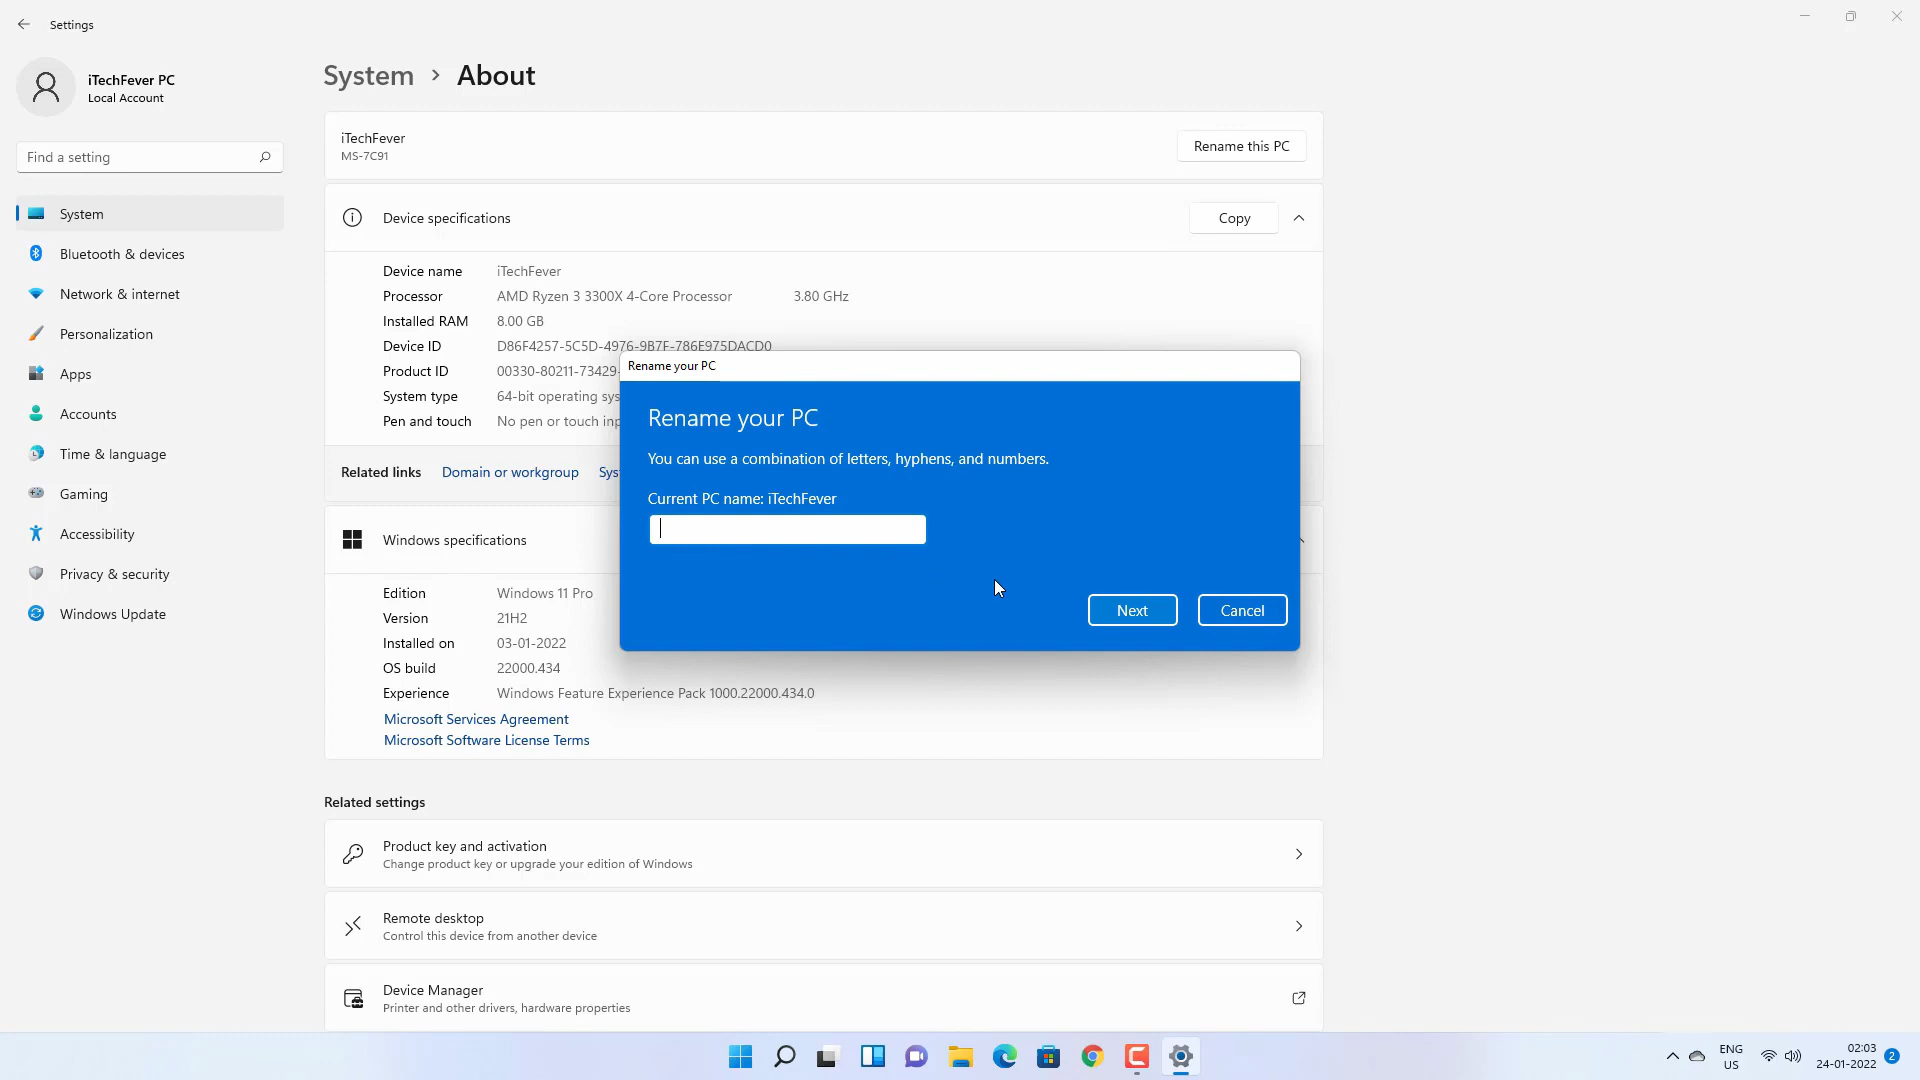 Settings
iTechFever PC
Local Account
Find a setting
System
Bluetooth & devices
Network & internet
Personalization
Apps
Accounts
Time & language
Gaming
Accessibility
Privacy & security
Windows Update
System › About
iTechFever
MS-7C91
Rename this PC
Device specifications
Copy
Device name iTechFever
Processor AMD Ryzen 3 3300X 4-Core Processor 3.80 GHz
Installed RAM 8.00 GB
Device ID D86F4257-5C5D-4976-9B7F-786E975DACD0
Product ID 00330-80211-73429-
System type 64-bit operating sys
Pen and touch No pen or touch inp
Related links Domain or workgroup Sys
Rename your PC
Rename your PC
You can use a combination of letters, hyphens, and numbers.
Current PC name: iTechFever
Next Cancel
Windows specifications
Edition Windows 11 Pro
Version 21H2
Installed on 03-01-2022
OS build 22000.434
Experience Windows Feature Experience Pack 1000.22000.434.0
Microsoft Services Agreement
Microsoft Software License Terms
Related settings
Product key and activation
Change product key or upgrade your edition of Windows
Remote desktop
Control this device from another device
Device Manager
Printer and other drivers, hardware properties
ENG
US
02:03
24-01-2022
2